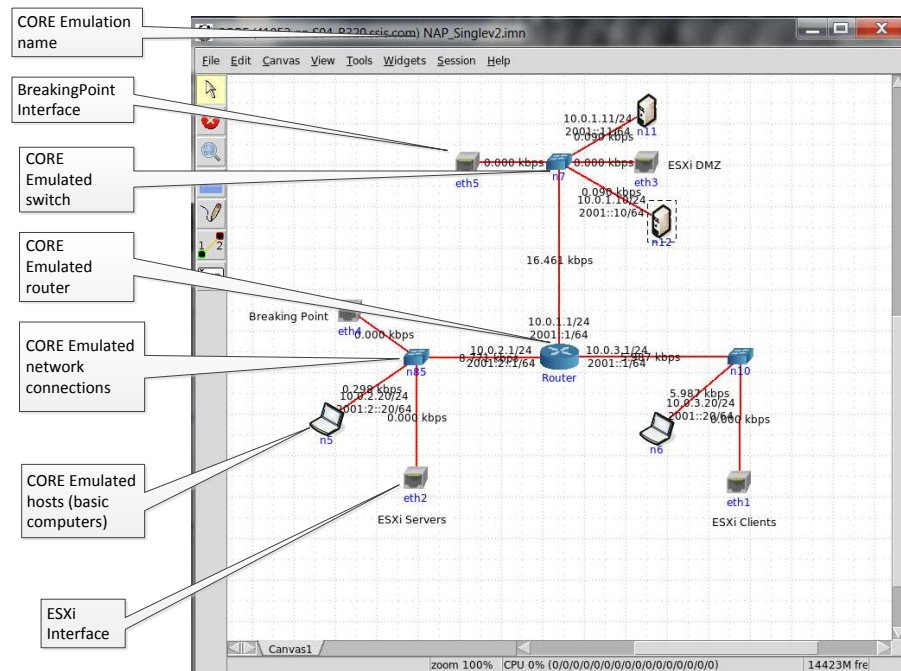 CORE Emulation
name
BreakingPoint
Interface
CORE
Emulated
switch
CORE
Emulated
router
CORE Emulated
network
connections
CORE Emulated
hosts (basic
computers)
ESXi
Interface
NAP_Singlev2.imn
File Edit Canvas View Tools Widgets Session Help
10.0.1.11/24
2001::11/64
0.090 kbps
n11
eth5
0.000 kbps
n7
0.000 kbps
eth3
ESXi DMZ
0.090 kbps
10.0.1.10/24
2001::10/64
n12
16.461 kbps
1 2
Breaking Point
eth4
0.000 kbps
10.0.1.1/24
2001::1/64
n85
10.0.2.1/24
2001:2::1/64
Router
10.0.3.1/24
2001::1/64
5.987 kbps
n10
0.298 kbps
10.0.2.20/24
2001:2::20/64
n5
0.000 kbps
eth2
ESXi Servers
5.987 kbps
10.0.3.20/24
2001::20/64
n6
0.000 kbps
eth1
ESXi Clients
Canvas1
zoom 100%
CPU 0% (0/0/0/0/0/0/0/0/0/0/0/0/0/0/0/0)
14423M fre